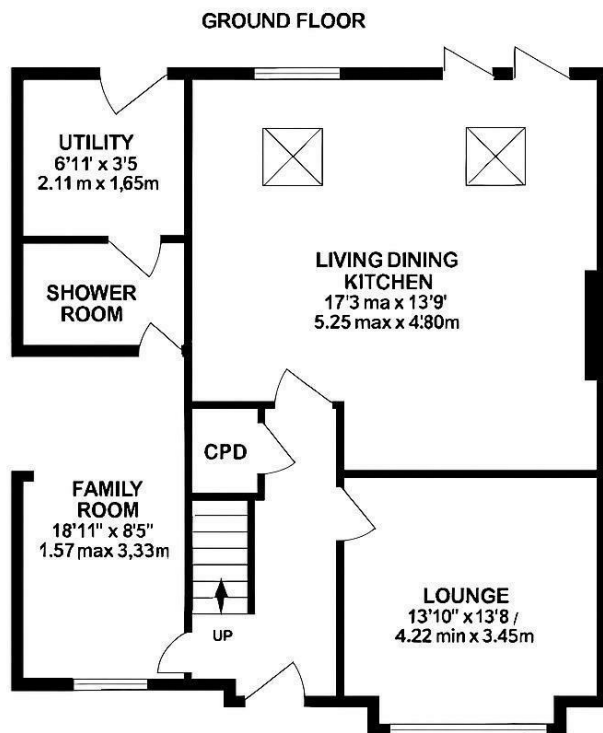 GROUND FLOOR
UTILITY
6'11' x 3'5
2.11 m x 1,65m
SHOWER
ROOM
LIVING DINING
KITCHEN
17'3 ma x 13'9'
5.25 max x 4'.80m
CPD
FAMILY
ROOM
18'11" x 8'5"
1.57 max 3,33m
UP
LOUNGE
13'10" x 13'8 /
4.22 min x 3.45m